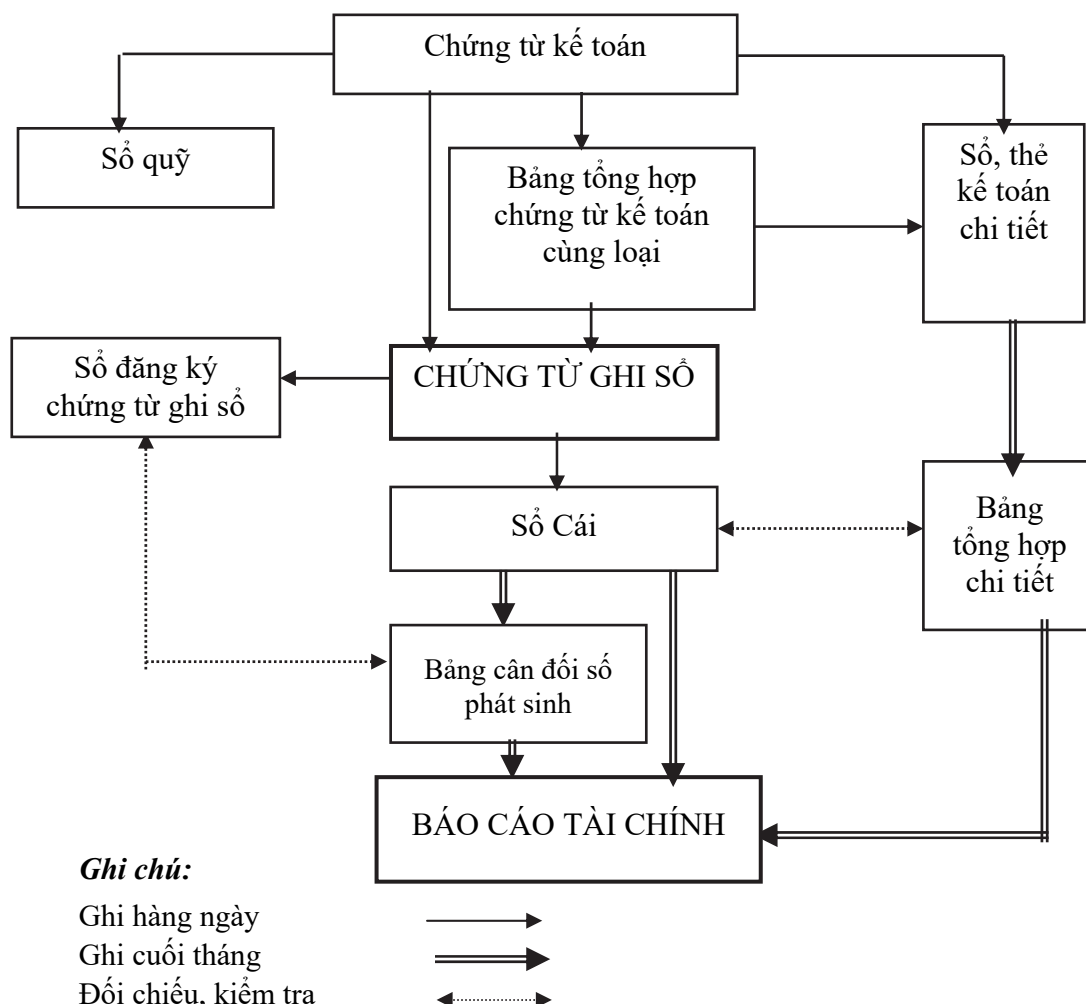 Chứng từ kế toán
Sổ quỹ
Bảng tổng hợp
chứng từ kế toán
cùng loại
Sổ, thẻ
kế toán
chi tiết
Sổ đăng ký
chứng từ ghi sổ
CHỨNG TỪ GHI SỔ
Sổ Cái
Bảng
tổng hợp
chi tiết
Bảng cân đối số
phát sinh
BÁO CÁO TÀI CHÍNH
Ghi chú:
Ghi hàng ngày
Ghi cuối tháng
Đối chiếu, kiểm tra